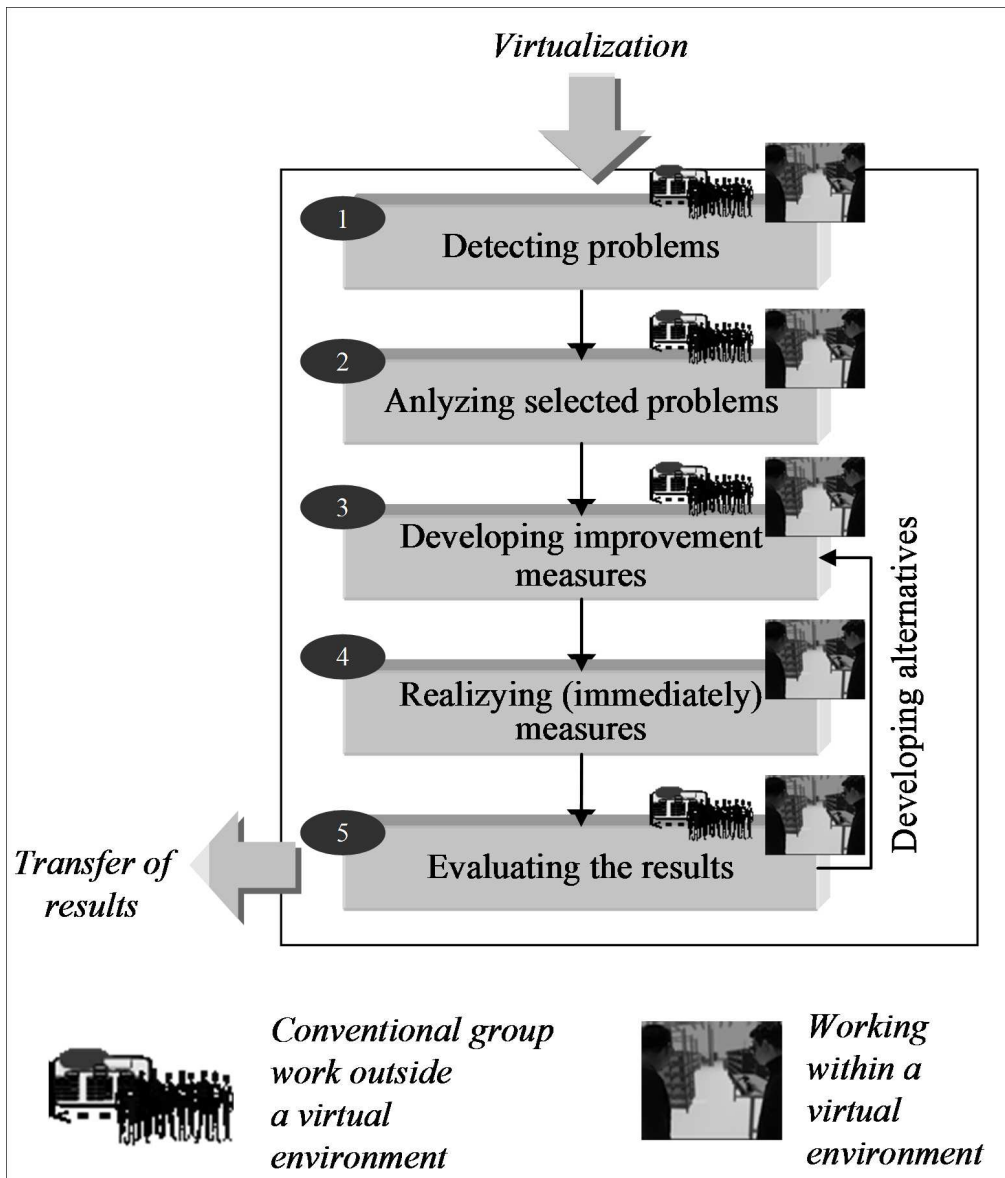 Virtualization
1
Detecting problems
2
Anlyzing selected problems
3
Developing improvement
measures
4
Realizying (immediately)
measures
5
Evaluating the results
Developing alternatives
Transfer of
results
Conventional group
work outside
a virtual
environment
Working
within a
virtual
environment